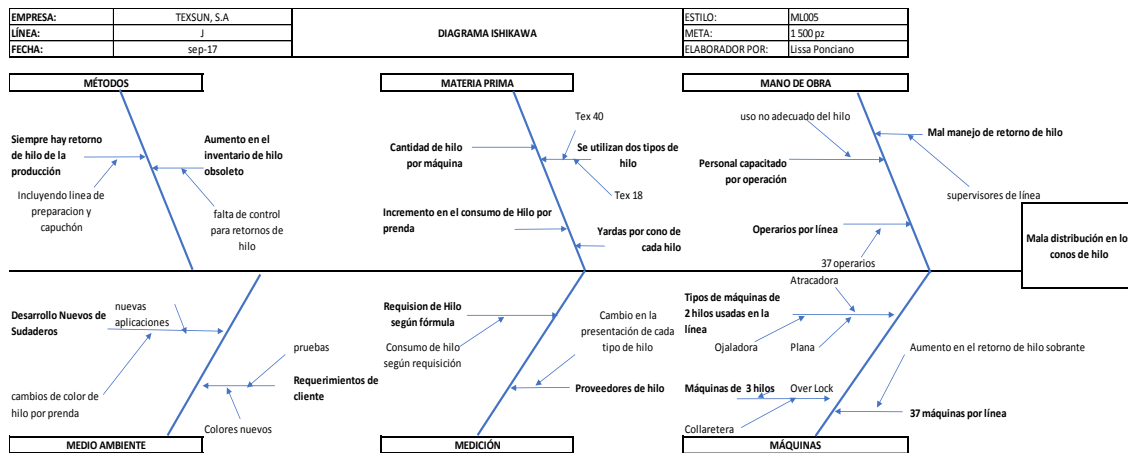 EMPRESA: TEXSUN, S.A
LÍNEA: J
FECHA: sep-17
DIAGRAMA ISHIKAWA
ESTILO: ML005
META: 1 500 pz
ELABORADOR POR: Lissa Ponciano
MÉTODOS
Siempre hay retorno
de hilo de la
producción
Incluyendo linea de
preparacion y
capuchón
Aumento en el
inventario de hilo
obsoleto
falta de control
para retornos de
hilo
MATERIA PRIMA
Cantidad de hilo
por máquina
Tex 40
Se utilizan dos tipos de
hilo
Tex 18
Incremento en el consumo de Hilo por
prenda
Yardas por cono de
cada hilo
MANO DE OBRA
uso no adecuado del hilo
Personal capacitado
por operación
Mal manejo de retorno de hilo
supervisores de línea
Operarios por línea
37 operarios
Mala distribución en lo
conos de hilo
Desarrollo Nuevos de
Sudaderos
nuevas
aplicaciones
cambios de color de
hilo por prenda
pruebas
Requerimientos de
cliente
Colores nuevos
MEDIO AMBIENTE
Requision de Hilo
según fórmula
Consumo de hilo
según requisición
Cambio en la
presentación de cada
tipo de hilo
Proveedores de hilo
MEDICIÓN
Atracadora
Tipos de máquinas de
2 hilos usadas en la
línea
Ojaladora
Plana
Aumento en el retorno de hilo sobrante
Máquinas de 3 hilos
Over Lock
Collaretera
37 máquinas por línea
MÁQUINAS